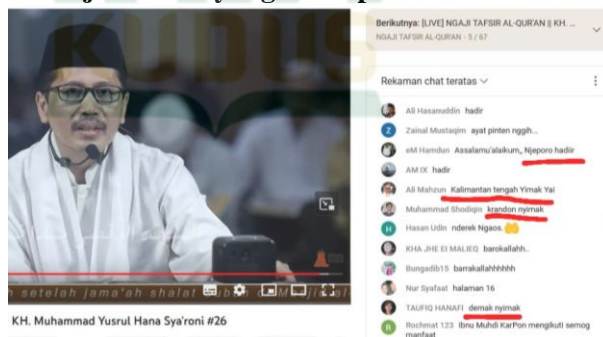 KUDUS
Berikutnya: [LIVE] NGAJI TAFSIR AL-QUR'AN || KH. ...
NGAJI TAFSIR AL-QUR'AN - 5 / 67
Rekaman chat teratas
Ali Hasanuddin hadir
Zainal Mustaqim ayat pinten nggih...
eM Hamdun Assalamu'alaikum,, Njeporo hadiir
AM IX hadir
Ali Mahzun Kalimantan tengah Yimak Yai
Muhammad Shodiqin krandon nyimak
Hasan Udin nderek Ngaos.
KHA JHE El MALIEQ barokallahh..
Bungadib15 barrakallahhhhhh
Nur Syafaat halaman 16
TAUFIQ HANAFI demak nyimak
Rochmat 123 Ibnu Muhdi KarPon mengikuti semog
manfaat
setelah jama'ah shalat
KH. Muhammad Yusrul Hana Sya'roni #26